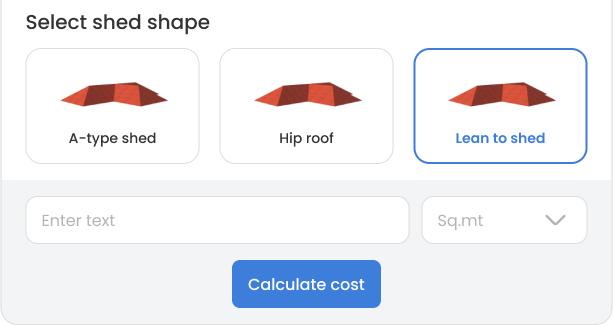 Select shed shape
A-type shed
Hip roof
Lean to shed
Enter text
Sq.mt
Calculate cost